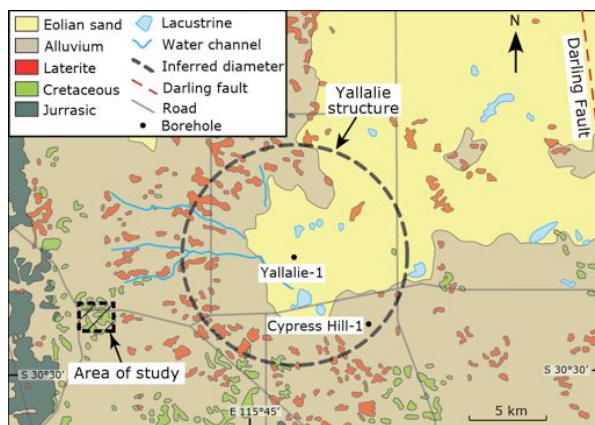 Eolian sand
Alluvium
Laterite
Cretaceous
Jurrasic
Lacustrine
Water channel
Inferred diameter
Darling fault
Road
Borehole
N
Darling Fault
Yallalie
structure
Yallalie-1
Cypress Hill-1
Area of study
S 30°30'
S 30°30'
E 115°45'
5 km